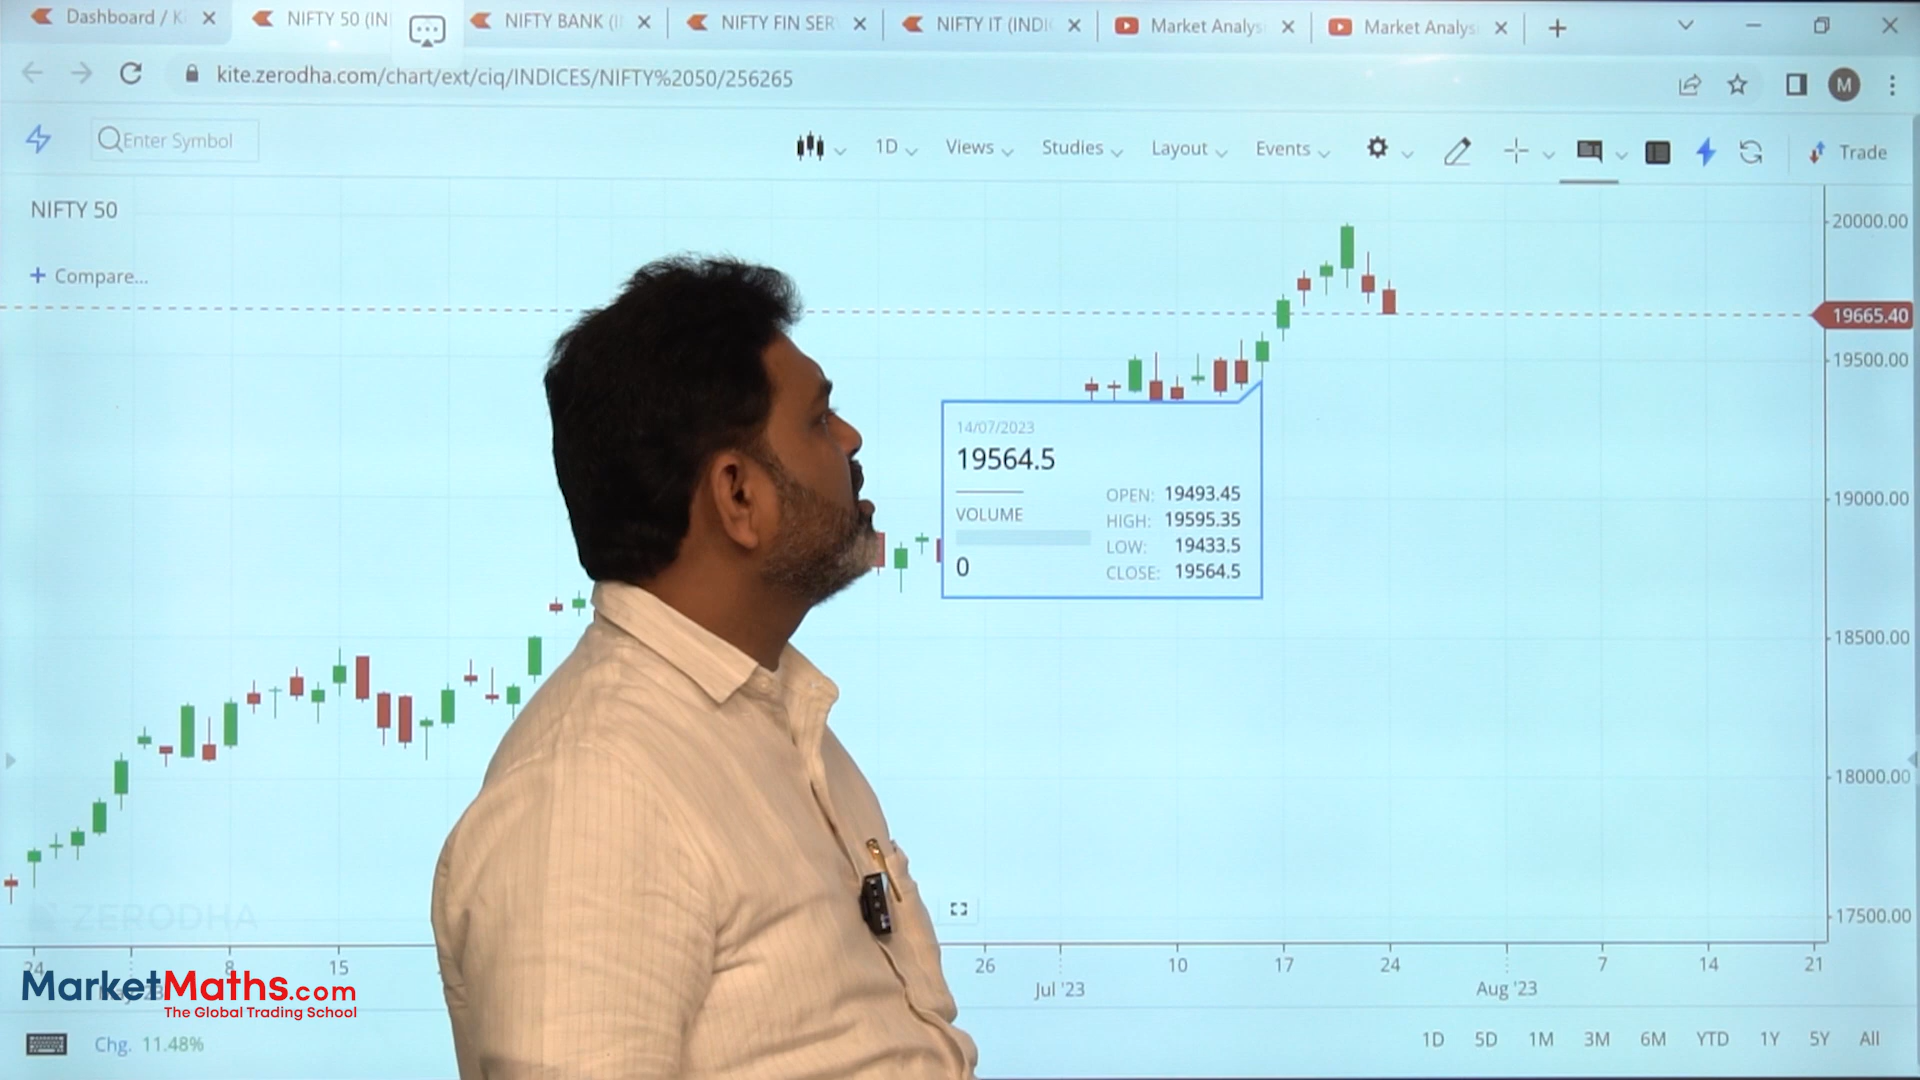 Dashboard / Ki
NIFTY 50 (IN
NIFTY BANK (I
NIFTY FIN SER
NIFTY IT (INDI
Market Analys
Market Analys
kite.zerodha.com/chart/ext/ciq/INDICES/NIFTY%2050/256265
M
Enter Symbol
1D
Views
Studies
Layout
Events
Trade
NIFTY 50
+ Compare...
20000.00
19665.40
19500.00
19000.00
18500.00
18000.00
17500.00
14/07/2023
19564.5
VOLUME
0
OPEN: 19493.45
HIGH: 19595.35
LOW: 19433.5
CLOSE: 19564.5
ZERODHA
24
8
15
26
10
17
24
7
14
21
Jul '23
Aug '23
MarketMaths.com
The Global Trading School
Chg. 11.48%
1D
5D
1M
3M
6M
YTD
1Y
5Y
All